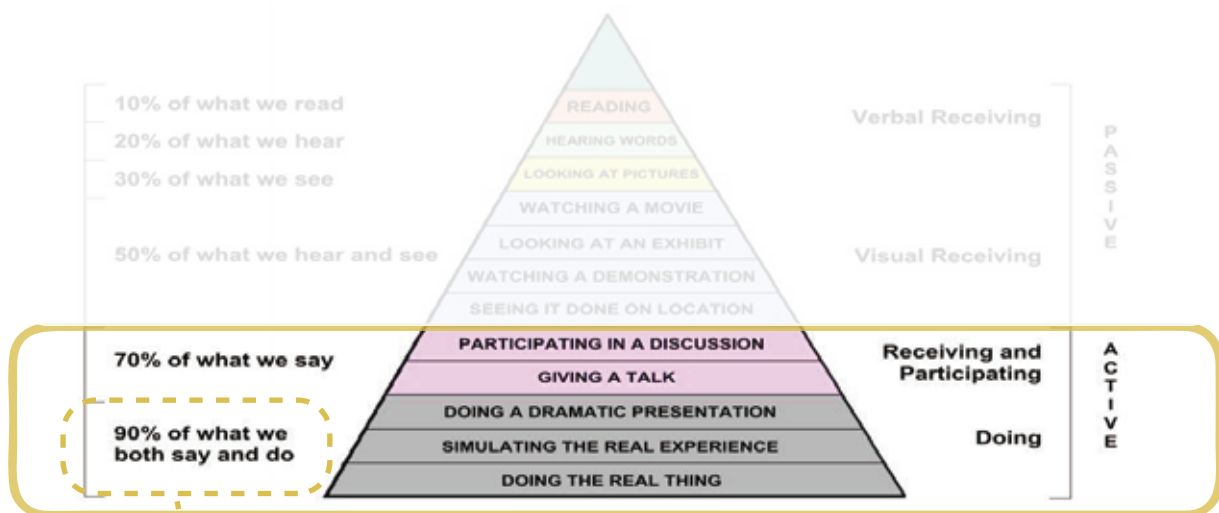 10% of what we read
20% of what we hear
30% of what we see
50% of what we hear and see
70% of what we say
90% of what we
both say and do
READING
HEARING WORDS
LOOKING AT PICTURES
WATCHING A MOVIE
LOOKING AT AN EXHIBIT
WATCHING A DEMONSTRATION
SEEING IT DONE ON LOCATION
PARTICIPATING IN A DISCUSSION
GIVING A TALK
DOING A DRAMATIC PRESENTATION
SIMULATING THE REAL EXPERIENCE
DOING THE REAL THING
Verbal Receiving
Visual Receiving
Receiving and
Participating
Doing
PASSIVE
ACTIVE